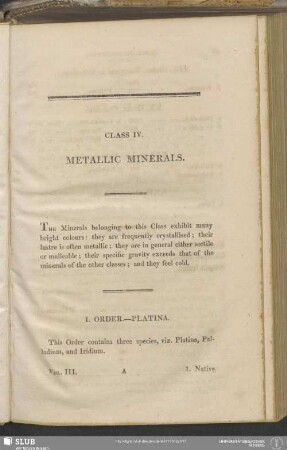 CLASS IV.
METALLIC MINERALS.
THE Minerals belonging to this Class exhibit many
bright colours: they are frequently crystallised; their
lustre is often metallic; they are in general either sectile
or malleable; their specific gravity exceeds that of the
minerals of the other classes; and they feel cold.
I. ORDER.—PLATINA.
This Order contains three species, viz. Platina, Pal-
ladium, and Iridium.
VOL. III. A 1. Native
SLUB